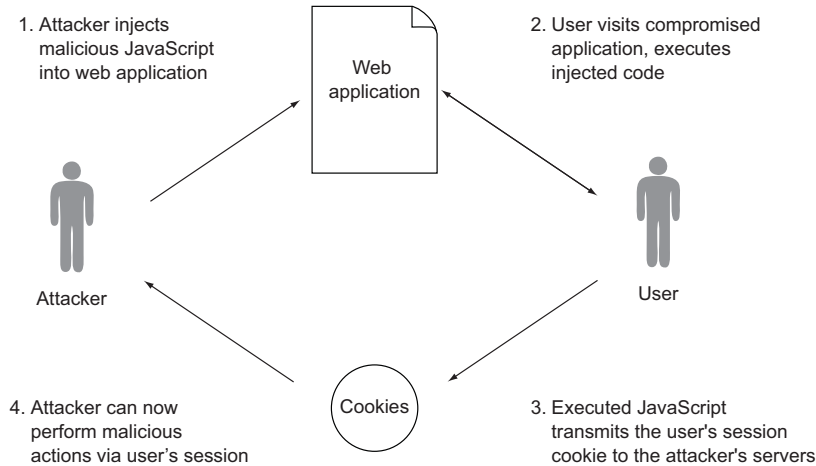 1. Attacker injects
malicious JavaScript
into web application
Web
application
2. User visits compromised
application, executes
injected code
Attacker
User
Cookies
4. Attacker can now
perform malicious
actions via user's session
3. Executed JavaScript
transmits the user's session
cookie to the attacker's servers